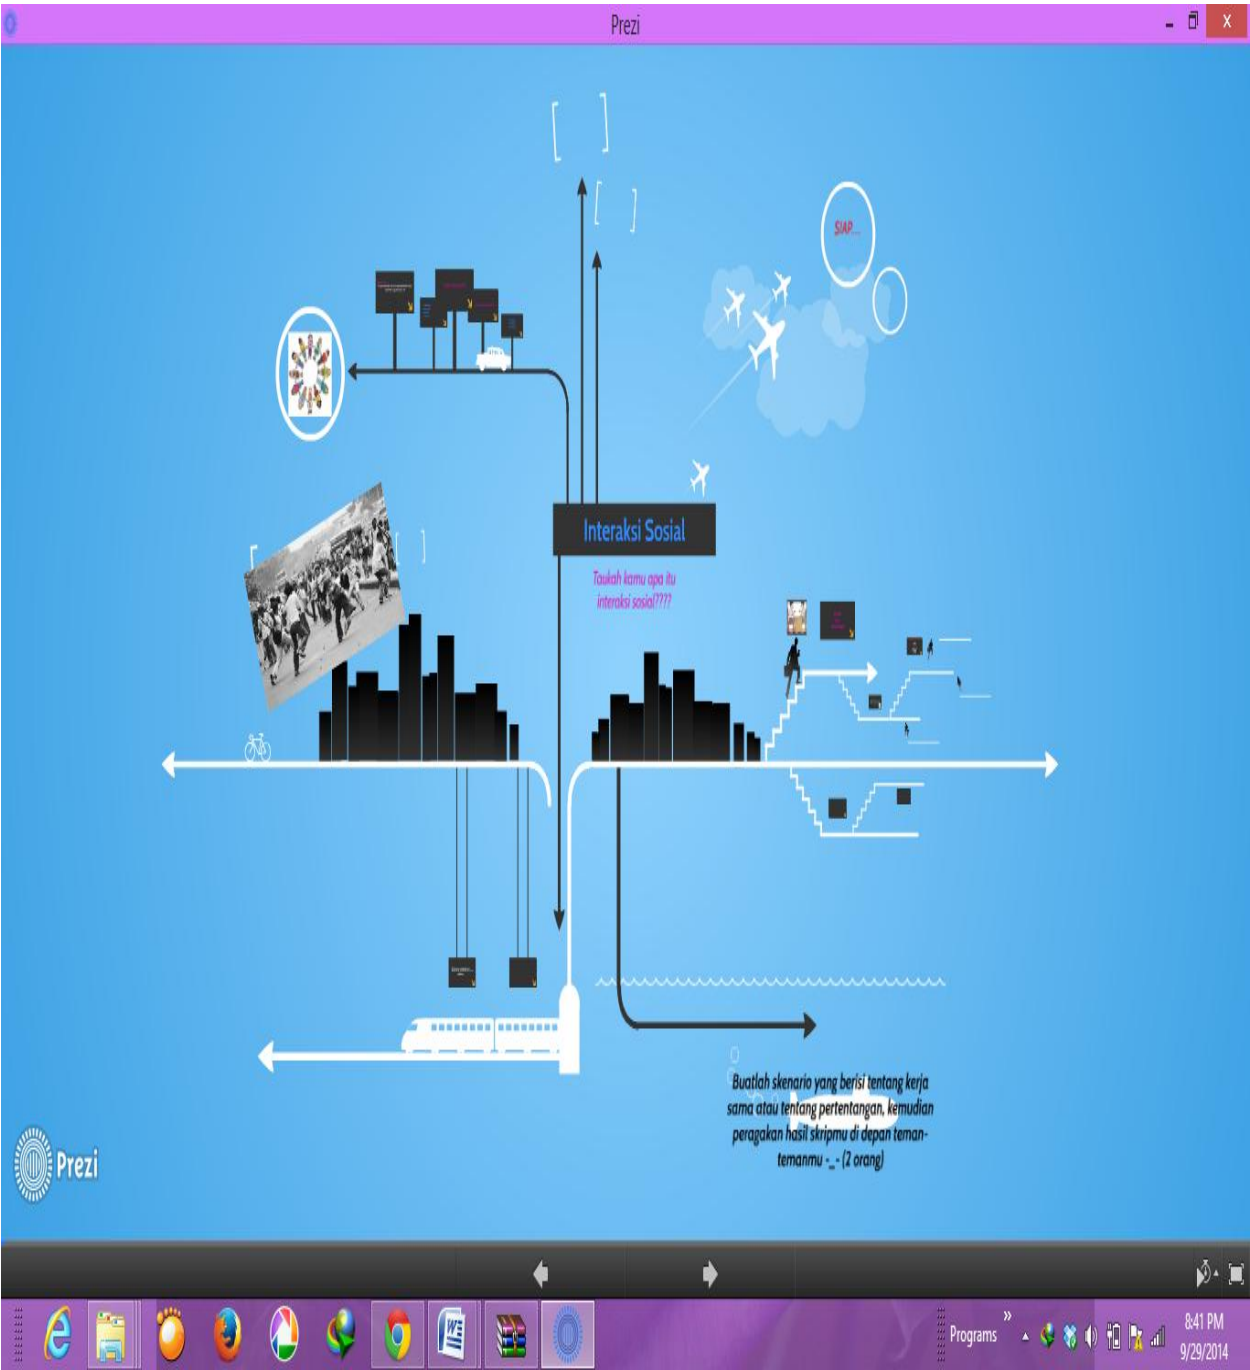 Prezi
SIAP....
Interaksi Sosial
Taukah kamu apa itu
interaksi sosial????
Buatlah skenario yang berisi tentang kerja
sama atau tentang pertentangan, kemudian
peragakan hasil skripmu di depan teman-
temanmu -_- (2 orang)
Prezi
Programs
8:41 PM
9/29/2014